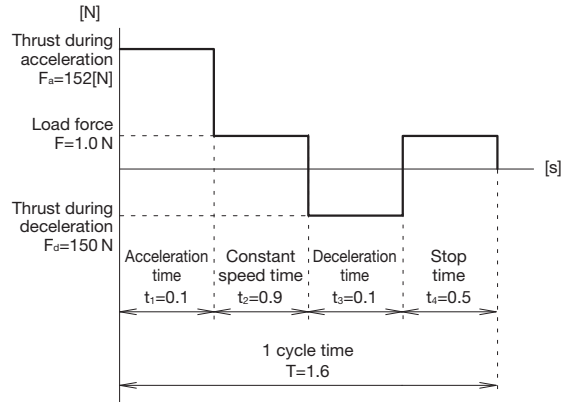 [N]
Thrust during
acceleration
Fa=152[N]
Load force
F=1.0 N
[s]
Thrust during
deceleration
Fd=150 N
Acceleration
time
t1=0.1
Constant
speed time
t2=0.9
Deceleration
time
t3=0.1
Stop
time
t4=0.5
1 cycle time
T=1.6